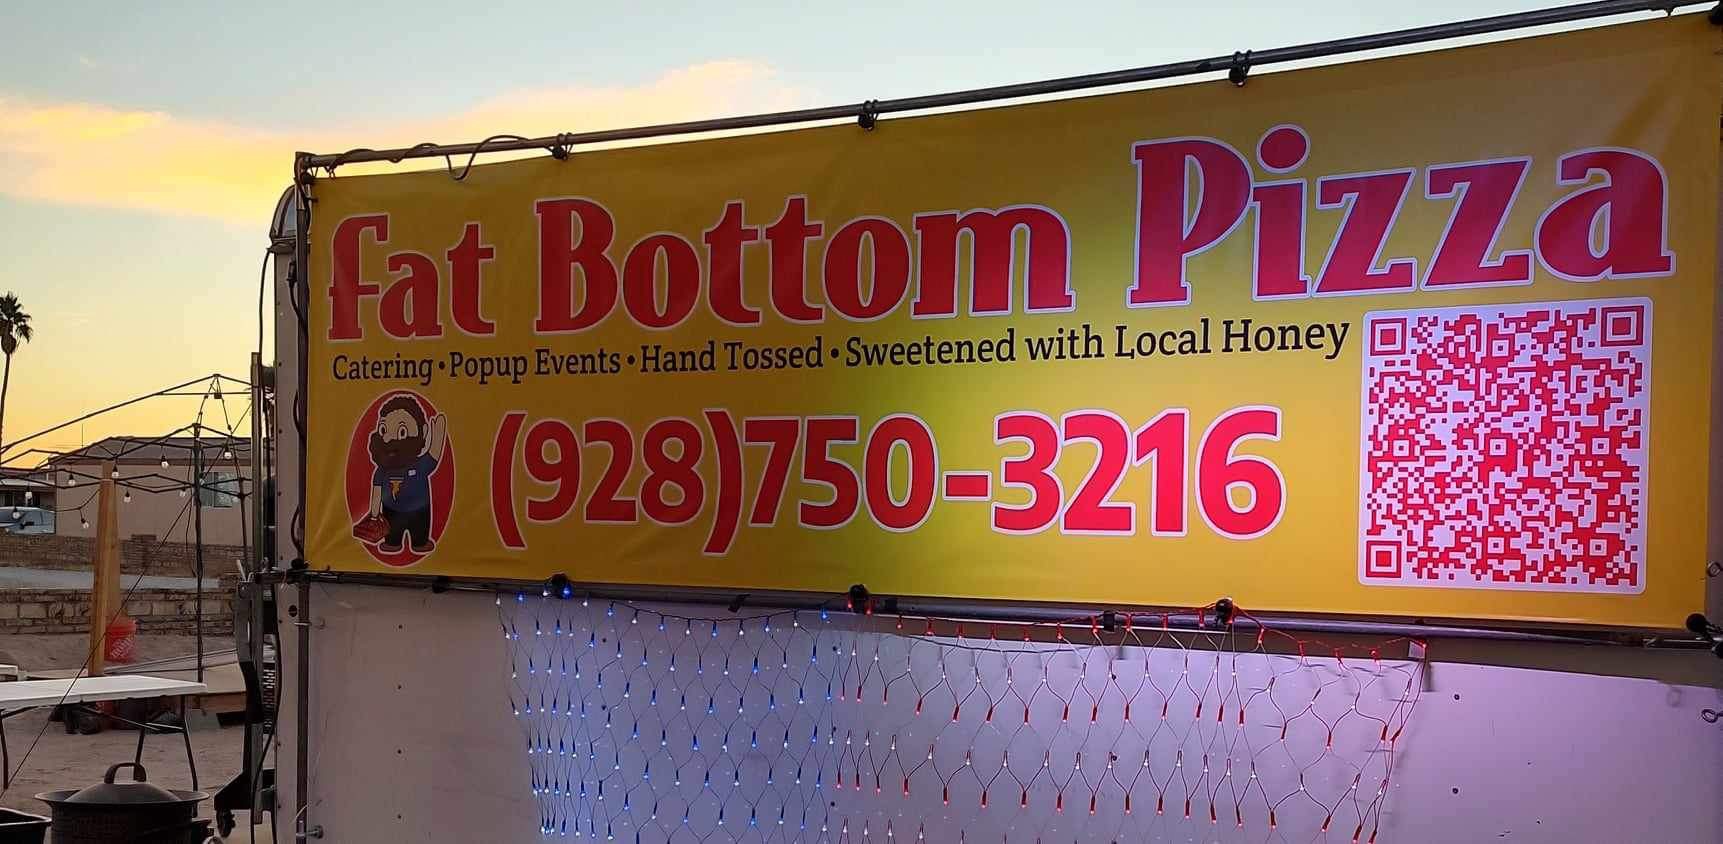 Fat Bottom Pizza
Catering • Popup Events • Hand Tossed • Sweetened with Local Honey
(928)750-3216